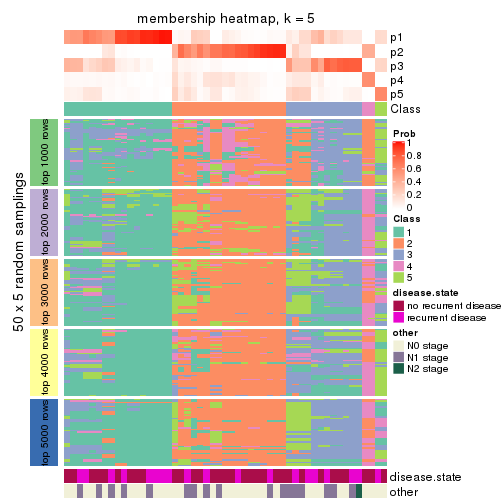 membership heatmap, k = 5
p1
p2
p3
p4
p5
Class
50 x 5 random samplings
top 1000 rows
top 2000 rows
top 3000 rows
top 4000 rows
top 5000 rows
disease.state
other
Prob
1
0.8
0.6
0.4
0.2
0
Class
1
2
3
4
5
disease.state
no recurrent disease
recurrent disease
other
N0 stage
N1 stage
N2 stage